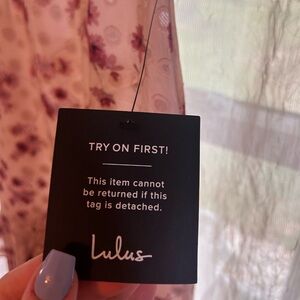 TRY ON FIRST!
This item cannot
be returned if this
tag is detached.
Lulus